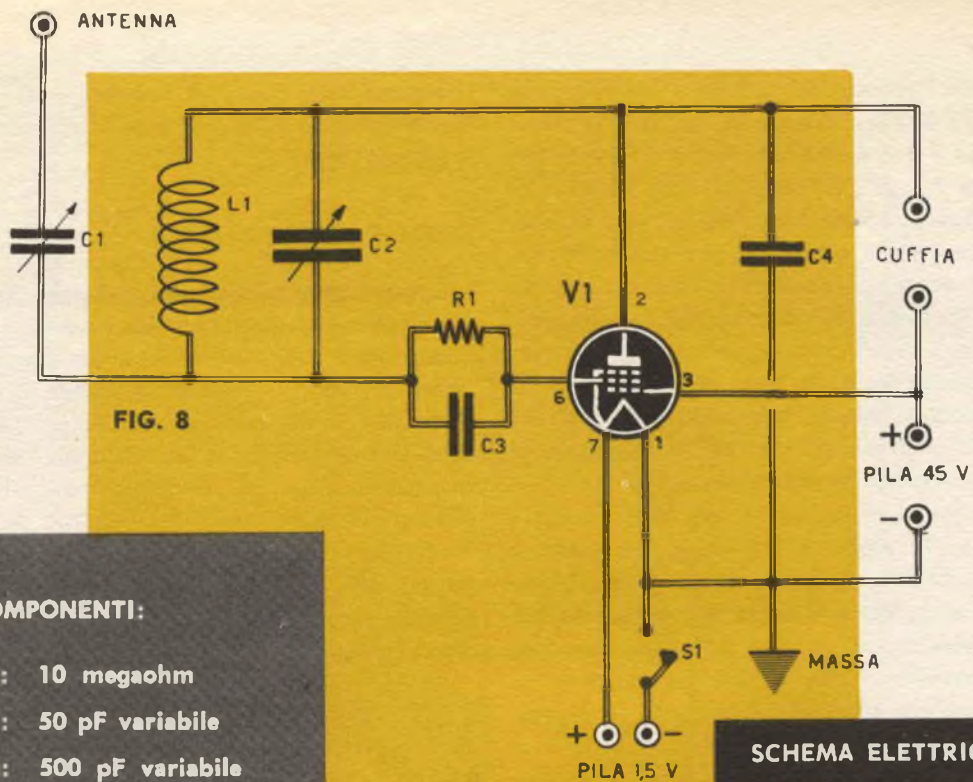 ANTENNA
C1
L1
C2
R1
C3
V1
2
6
3
7
1
C4
CUFFIA
+
PILA 45 V
-
FIG. 8
S1
MASSA
+ -
PILA 1,5 V
OMPONENTI:
: 10 megaohm
: 50 pF variabile
: 500 pF variabile
SCHEMA ELETTRIC